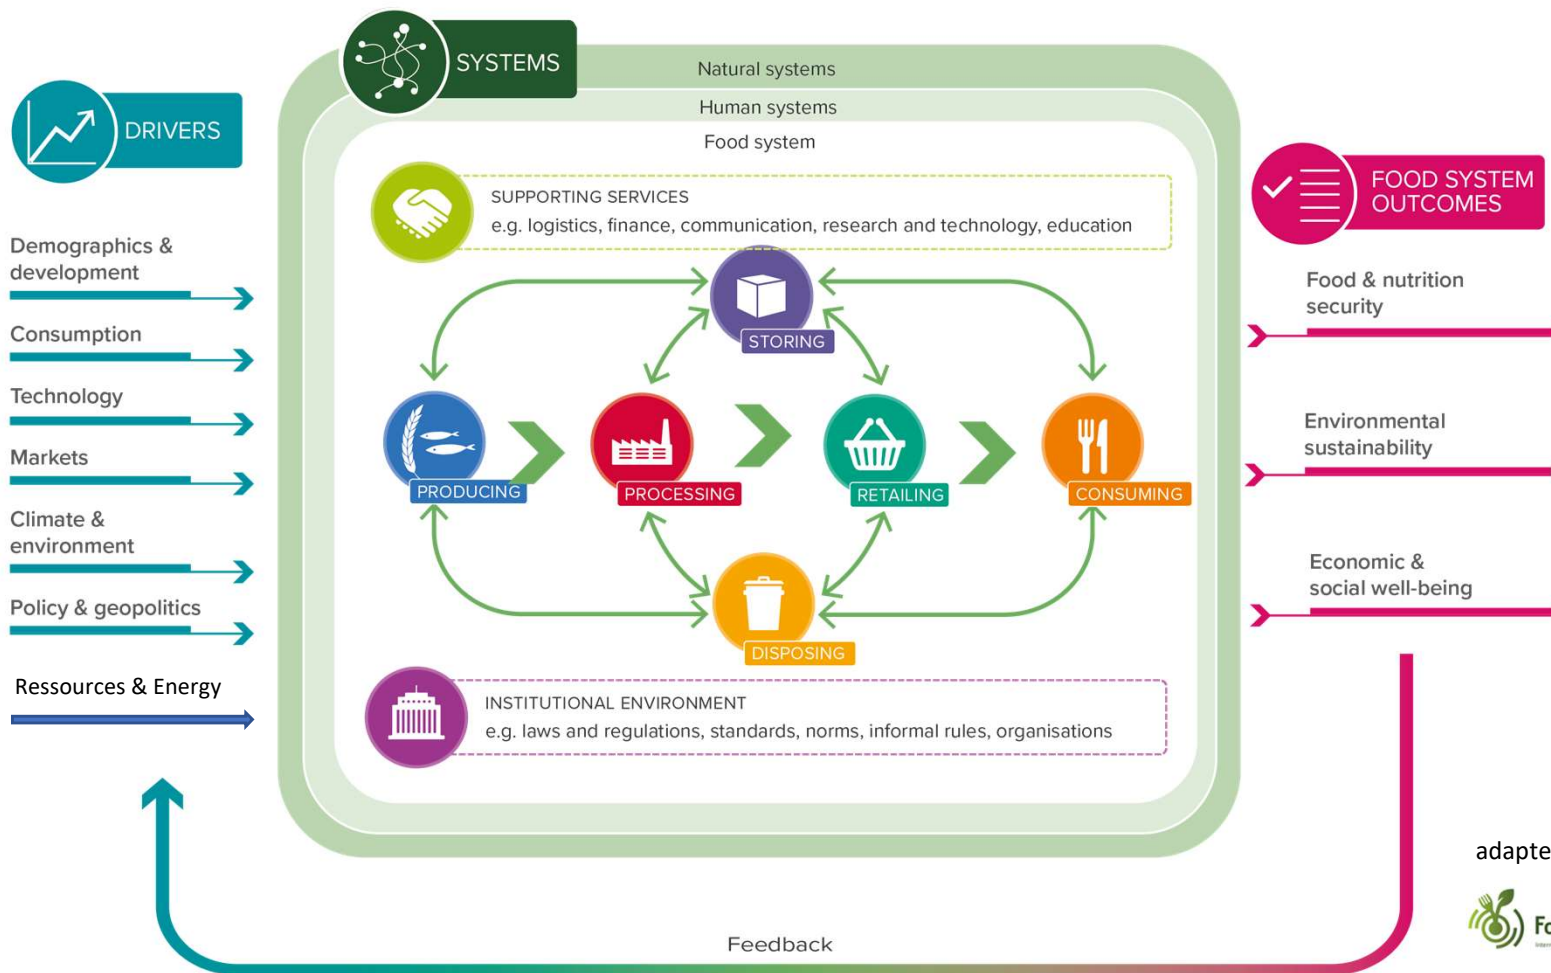 DRIVERS
Demographics &
development
Consumption
Technology
Markets
Climate &
environment
Policy & geopolitics
Ressources & Energy
SYSTEMS
Natural systems
Human systems
Food system
SUPPORTING SERVICES
e.g. logistics, finance, communication, research and technology, education
STORING
PRODUCING
PROCESSING
RETAILING
CONSUMING
DISPOSING
INSTITUTIONAL ENVIRONMENT
e.g. laws and regulations, standards, norms, informal rules, organisations
FOOD SYSTEM
OUTCOMES
Food & nutrition
security
Environmental
sustainability
Economic &
social well-being
Feedback
adapte
Fo